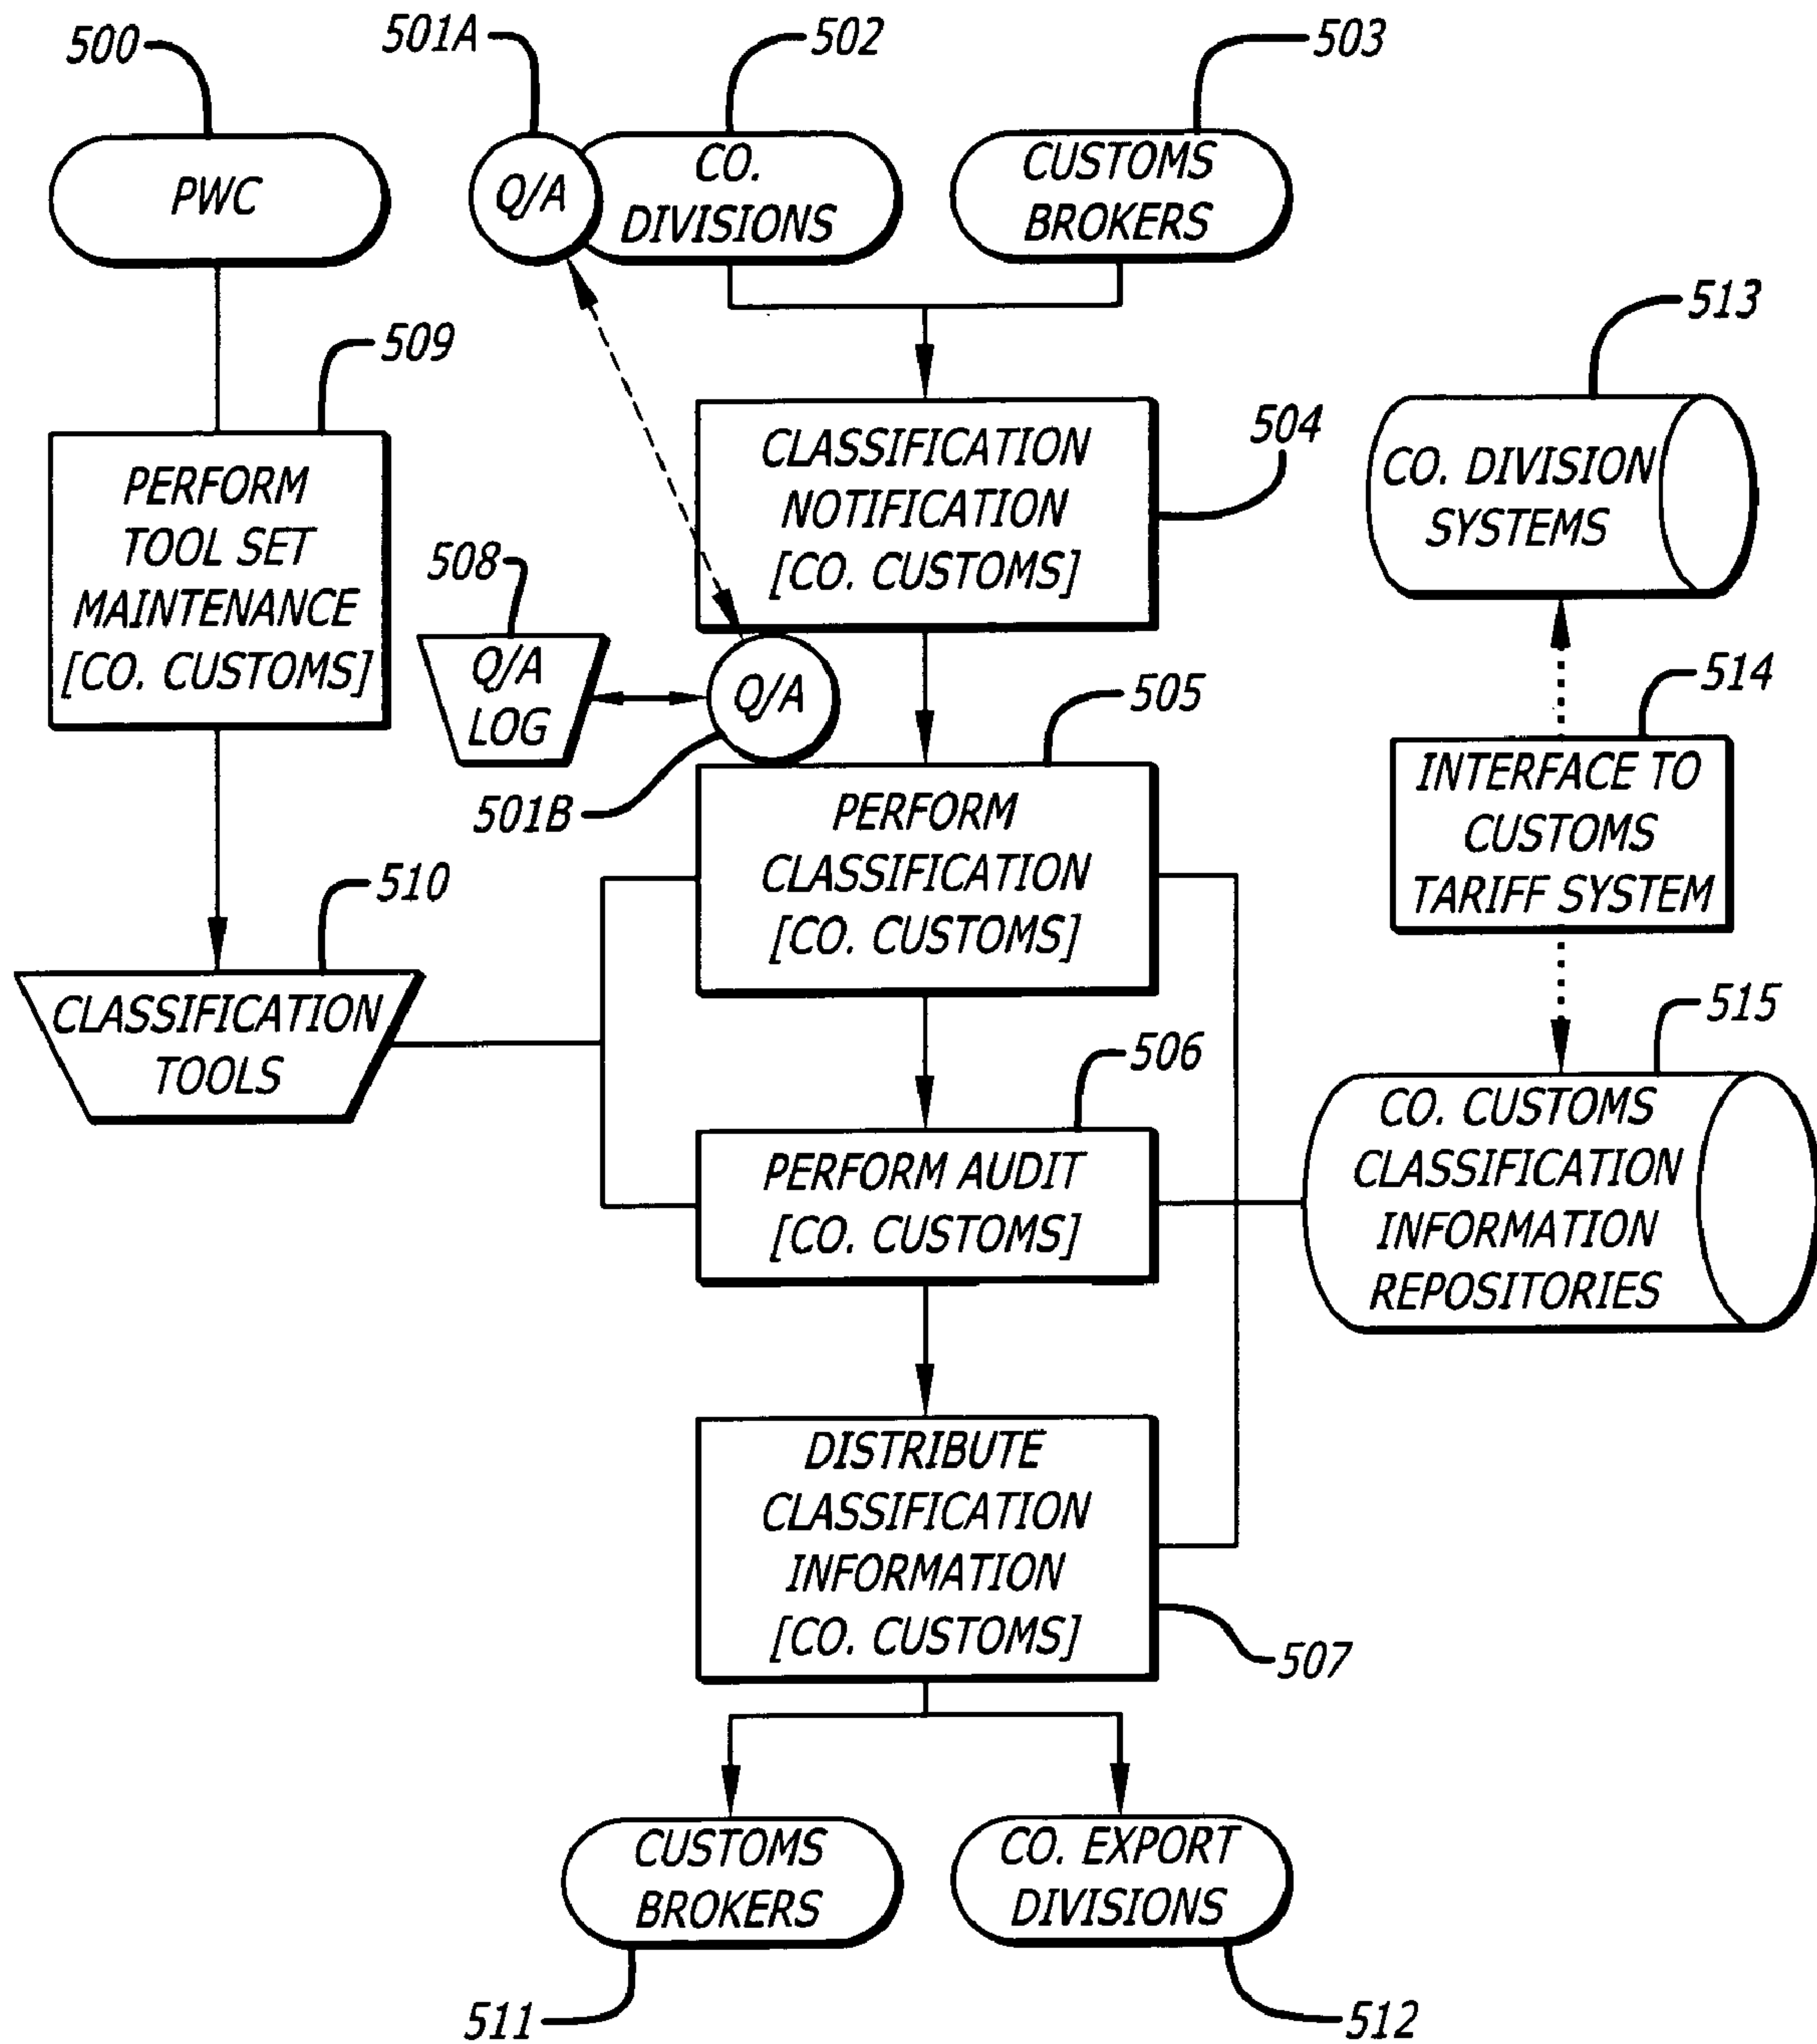 500
501A
502
503
PWC
Q/A
CO.
DIVISIONS
CUSTOMS
BROKERS
509
PERFORM
TOOL SET
MAINTENANCE
[CO. CUSTOMS]
CLASSIFICATION
NOTIFICATION
[CO. CUSTOMS]
504
513
CO. DIVISION
SYSTEMS
508
Q/A
LOG
Q/A
501B
505
PERFORM
CLASSIFICATION
[CO. CUSTOMS]
514
INTERFACE TO
CUSTOMS
TARIFF SYSTEM
510
CLASSIFICATION
TOOLS
506
PERFORM AUDIT
[CO. CUSTOMS]
515
CO. CUSTOMS
CLASSIFICATION
INFORMATION
REPOSITORIES
DISTRIBUTE
CLASSIFICATION
INFORMATION
[CO. CUSTOMS]
507
CUSTOMS
BROKERS
CO. EXPORT
DIVISIONS
511
512